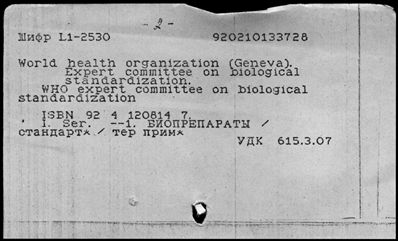 - 2 -
Шифр L1-2530 920210133728
World health organization (Geneva).
Expert committee on biological
standardization.
WHO expert committee on biological
standardization
ISBN 92 4 120814 7.
I. Ser. --1. БИОПРЕПАРАТЫ /
стандарт* / тер прим*
УДК 615.3.07